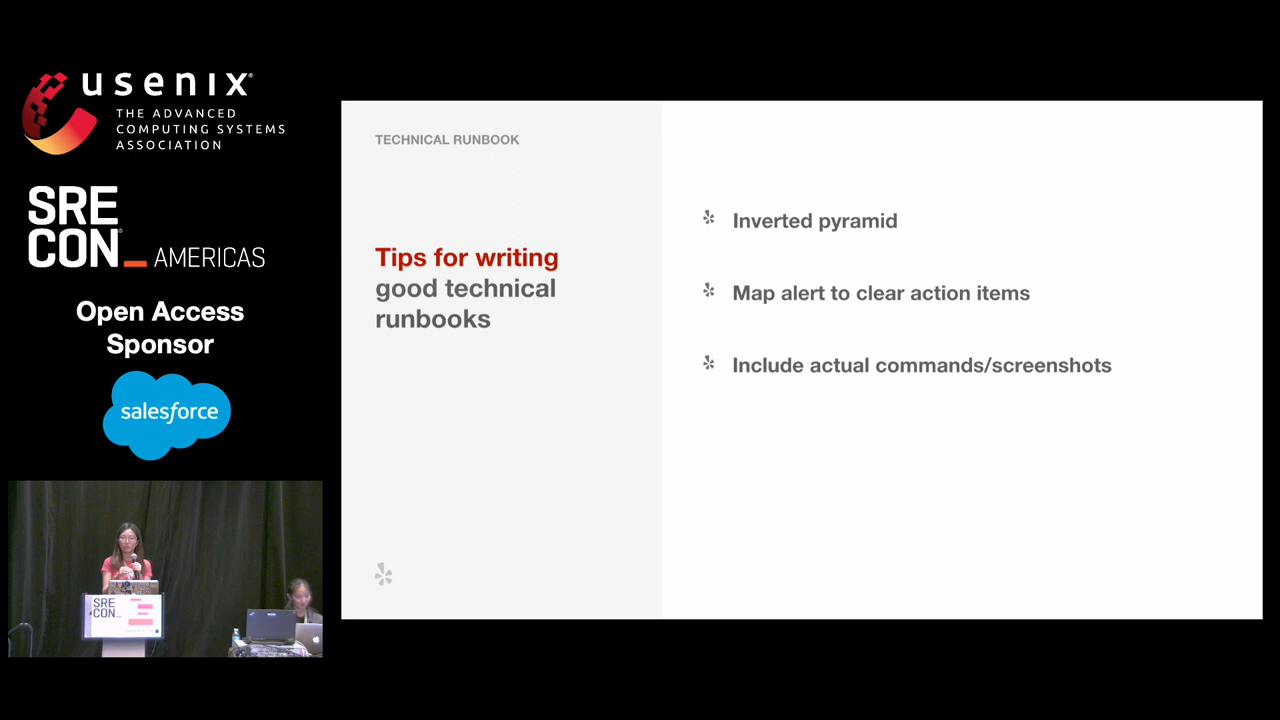 usenix®
THE ADVANCED
COMPUTING SYSTEMS
ASSOCIATION
SRE
CON
AMERICAS
Open Access
Sponsor
salesforce
TECHNICAL RUNBOOK
Tips for writing
good technical
runbooks
Inverted pyramid
Map alert to clear action items
Include actual commands/screenshots
SRE
CON